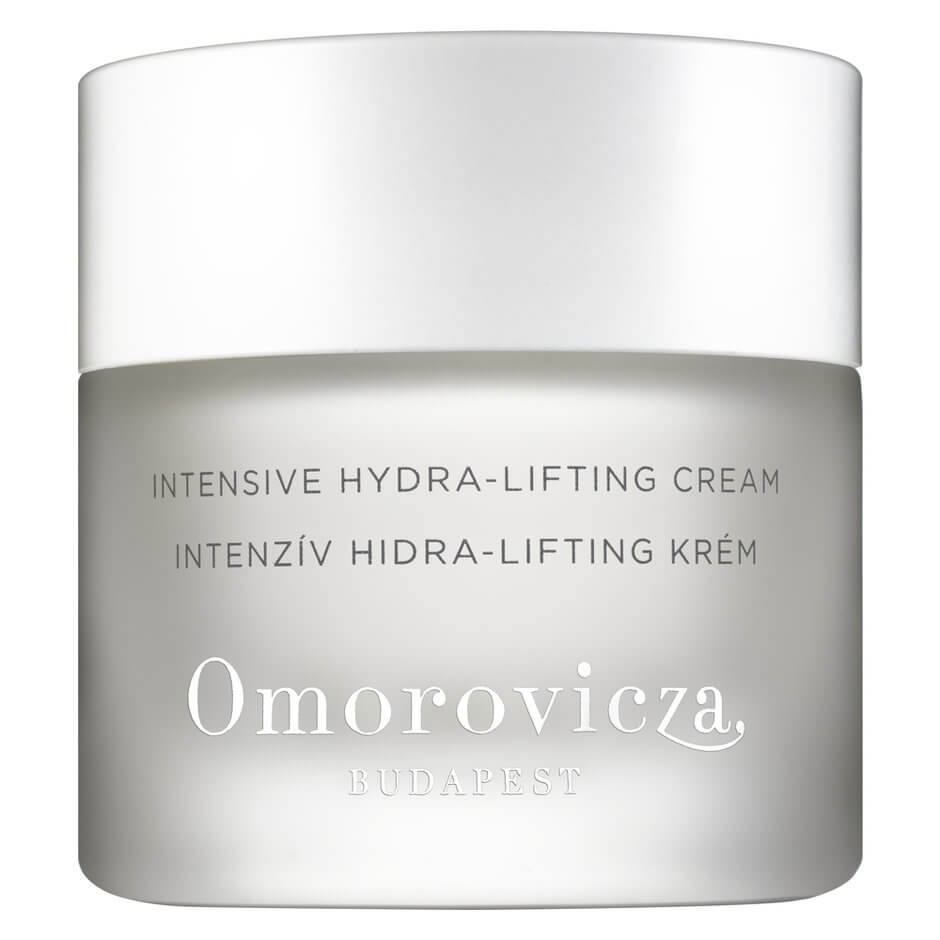 INTENSIVE HYDRA-LIFTING CREAM
INTENZÍV HIDRA-LIFTING KRÉM
Omorovicza
BUDAPEST